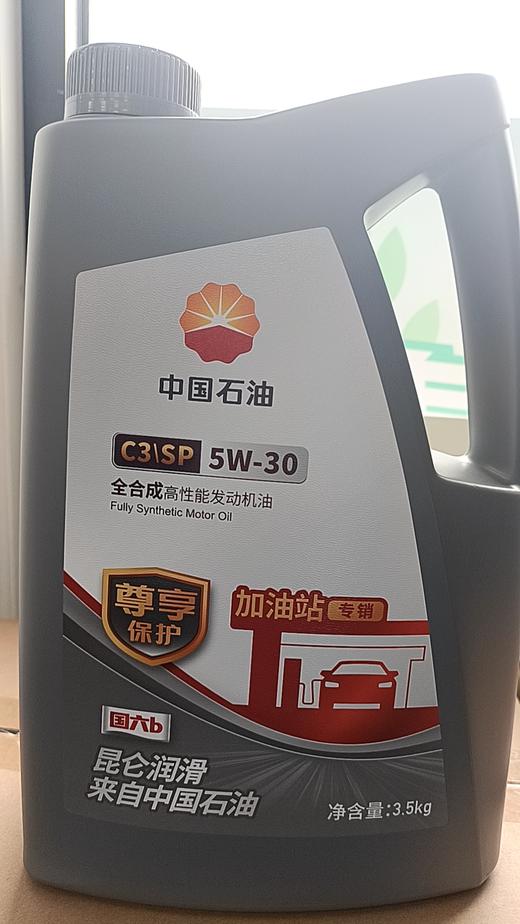 中国石油
C3\SP 5W-30
全合成高性能发动机油
Fully Synthetic Motor Oil
尊享
保护
加油站 专销
国六b
昆仑润滑
来自中国石油
净含量:3.5kg